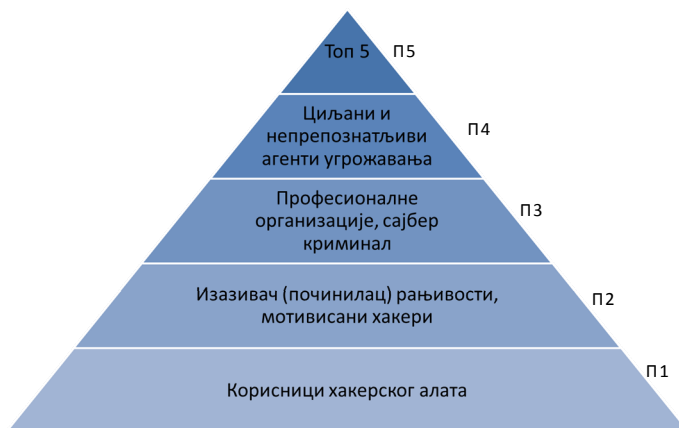 Топ 5
П5
Циљани и
непрепознатљиви
агенти угрожавања
П4
Професионалне
организације, сајбер
криминал
П3
Изазивач (починилац) рањивости,
мотивисани хакери
П2
Корисници хакерског алата
П1